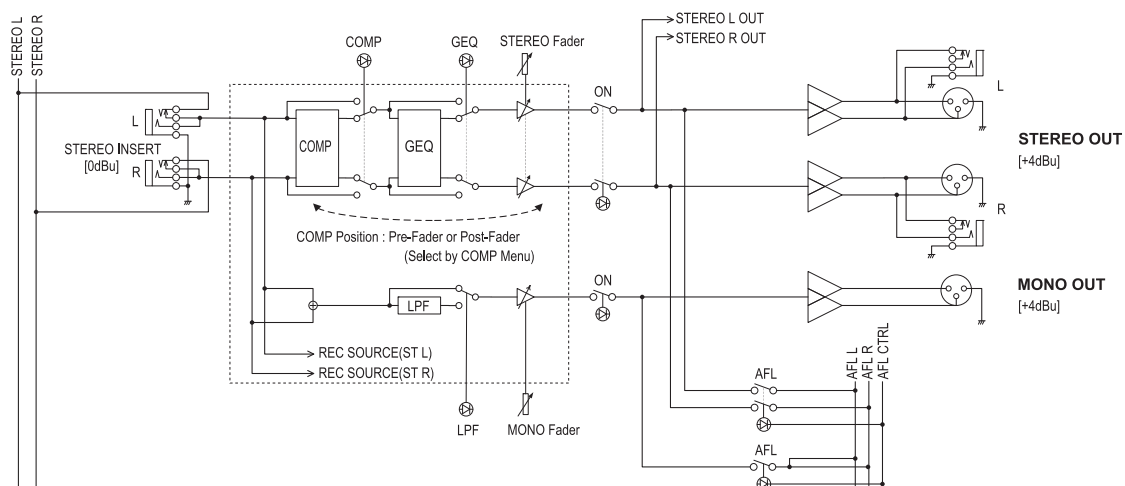 STEREO L
STEREO R
STEREO L OUT
STEREO R OUT
COMP
GEQ
STEREO Fader
ON
L
L
STEREO INSERT
[0dBu]
R
COMP
GEQ
STEREO OUT
[+4dBu]
R
COMP Position : Pre-Fader or Post-Fader
(Select by COMP Menu)
ON
MONO OUT
[+4dBu]
LPF
REC SOURCE(ST L)
REC SOURCE(ST R)
AFL L
AFL R
AFL CTRL
AFL
LPF
MONO Fader
AFL